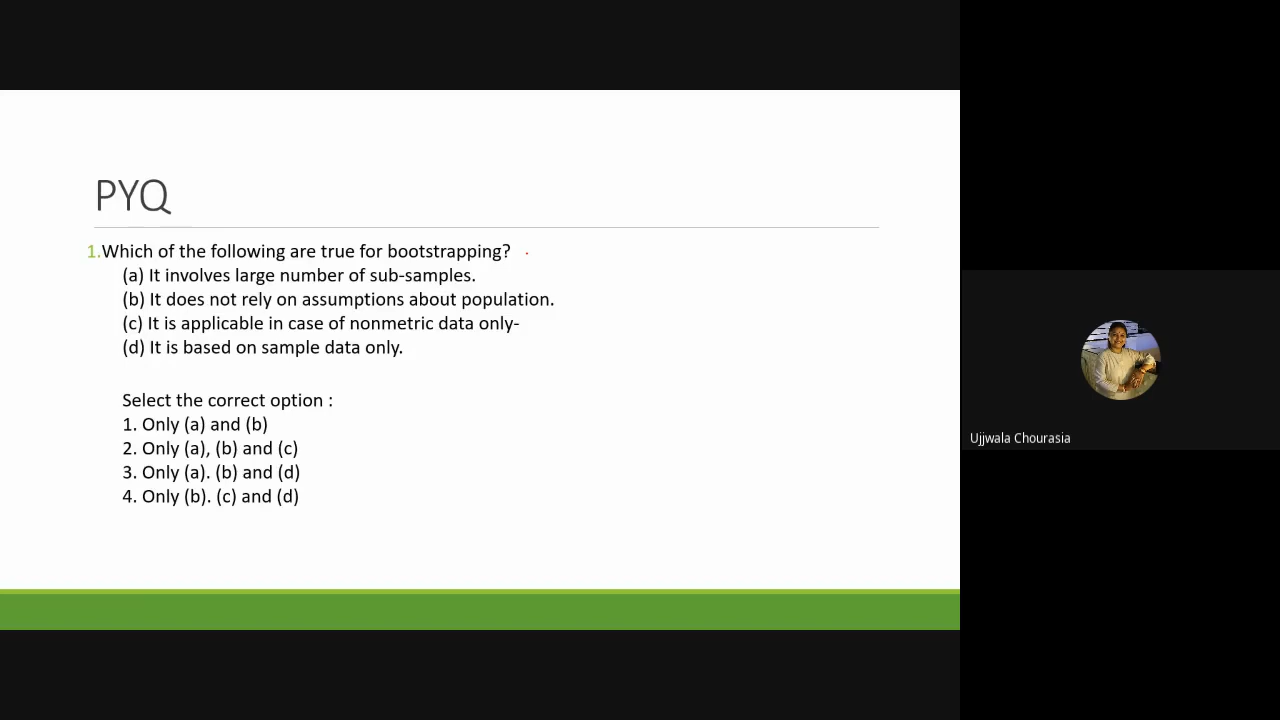 PYQ
1.Which of the following are true for bootstrapping?
(a) It involves large number of sub-samples.
(b) It does not rely on assumptions about population.
(c) It is applicable in case of nonmetric data only-
(d) It is based on sample data only.
Select the correct option :
1. Only (a) and (b)
2. Only (a), (b) and (c)
3. Only (a). (b) and (d)
4. Only (b). (c) and (d)
Ujjwala Chourasia